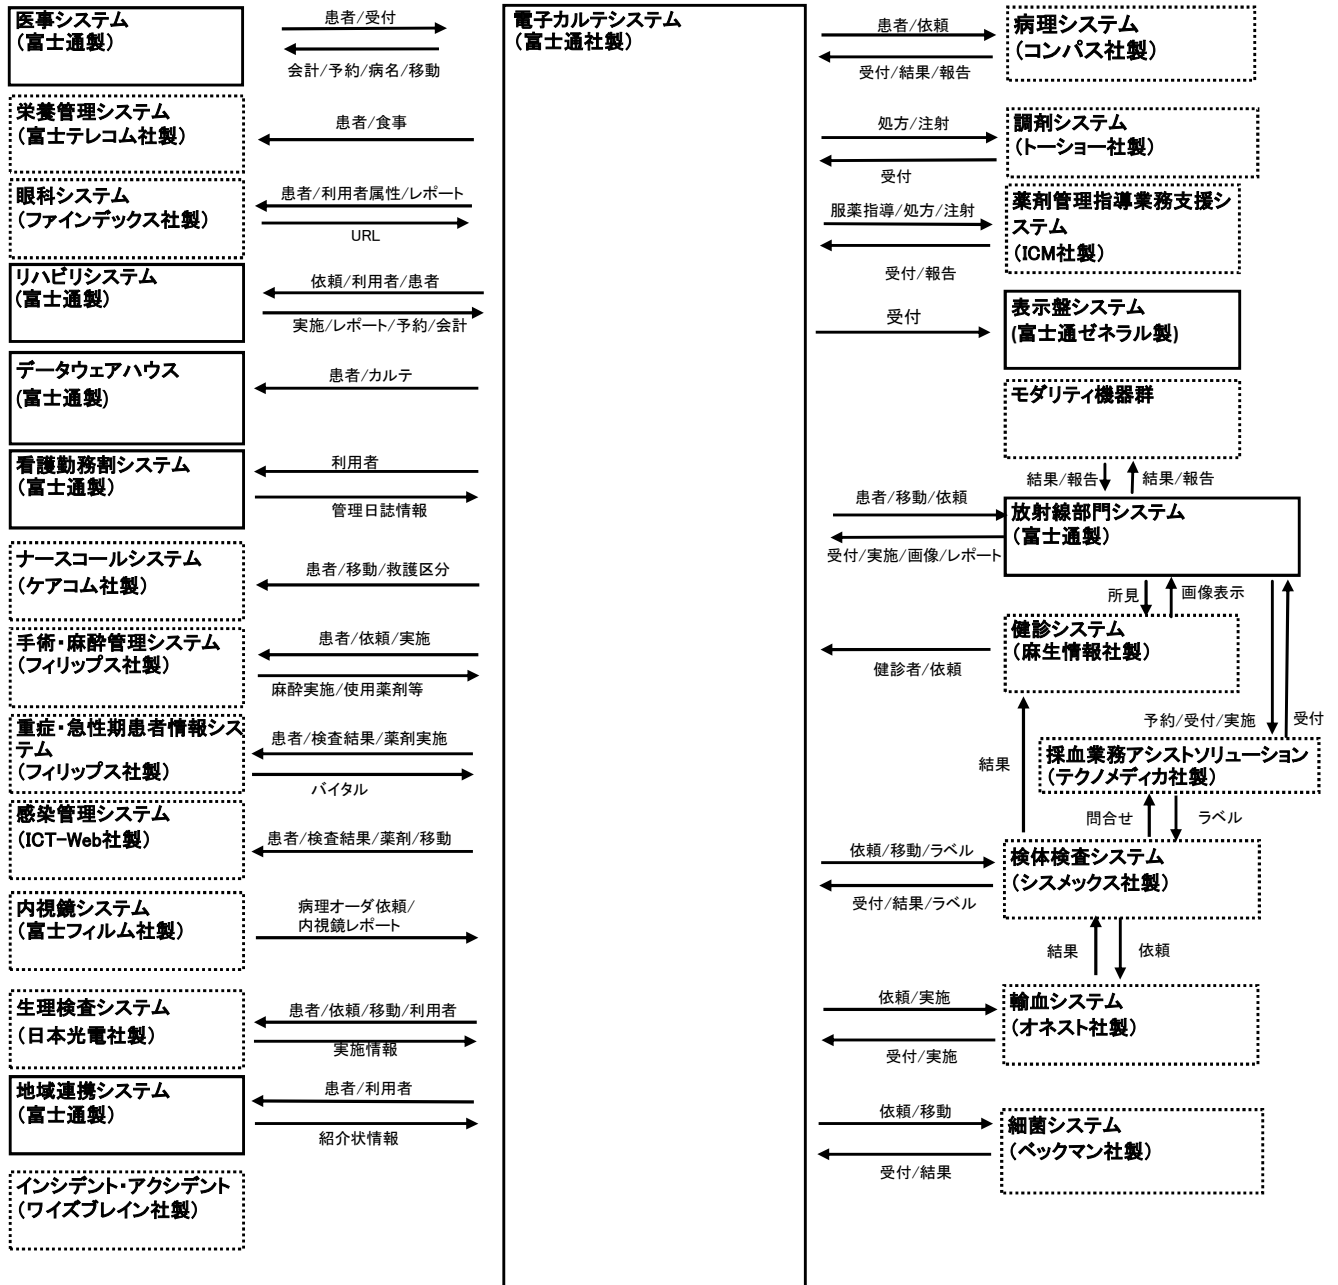 医事システム
（富士通製）
患者/受付
会計/予約/病名/移動
栄養管理システム
（富士テレコム社製）
患者/食事
眼科システム
（ファインデックス社製）
患者/利用者属性/レポート
URL
リハビリシステム
（富士通製）
依頼/利用者/患者
実施/レポート/予約/会計
データウェアハウス
(富士通製)
患者/カルテ
看護勤務割システム
（富士通製）
利用者
管理日誌情報
ナースコールシステム
（ケアコム社製）
患者/移動/救護区分
手術・麻酔管理システム
（フィリップス社製）
患者/依頼/実施
麻酔実施/使用薬剤等
重症・急性期患者情報シス
テム
（フィリップス社製）
患者/検査結果/薬剤実施
バイタル
感染管理システム
（ICT-Web社製）
患者/検査結果/薬剤/移動
内視鏡システム
（富士フィルム社製）
病理オーダ依頼/
内視鏡レポート
生理検査システム
（日本光電社製）
患者/依頼/移動/利用者
実施情報
地域連携システム
（富士通製）
患者/利用者
紹介状情報
インシデント・アクシデント
（ワイズブレイン社製）
電子カルテシステム
（富士通社製）
患者/依頼
受付/結果/報告
病理システム
（コンパス社製）
処方/注射
受付
調剤システム
（トーショー社製）
服薬指導/処方/注射
受付/報告
薬剤管理指導業務支援シ
ステム
（ICM社製）
受付
表示盤システム
(富士通ゼネラル製)
モダリティ機器群
結果/報告
結果/報告
患者/移動/依頼
受付/実施/画像/レポート
放射線部門システム
（富士通製）
所見
画像表示
健診システム
（麻生情報社製）
健診者/依頼
予約/受付/実施
受付
採血業務アシストソリューション
（テクノメディカ社製）
結果
問合せ
ラベル
依頼/移動/ラベル
受付/結果/ラベル
検体検査システム
（シスメックス社製）
結果
依頼
依頼/実施
受付/実施
輸血システム
（オネスト社製）
依頼/移動
受付/結果
細菌システム
（ベックマン社製）